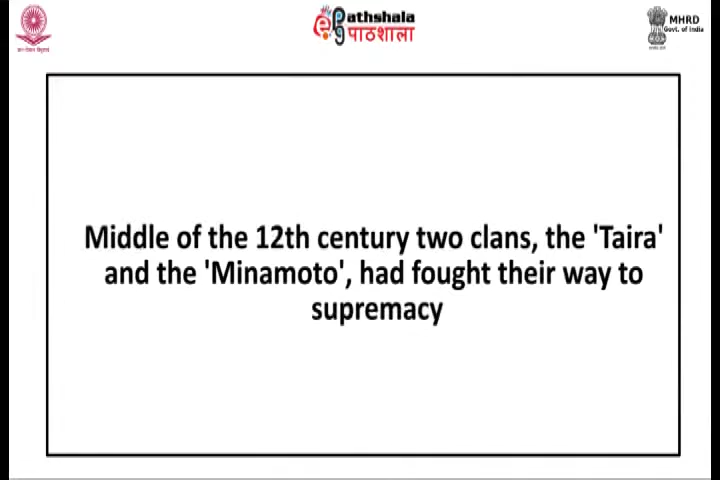 ePathshala
पाठशाला
MHRD
Govt. of India
Middle of the 12th century two clans, the 'Taira'
and the 'Minamoto', had fought their way to
supremacy